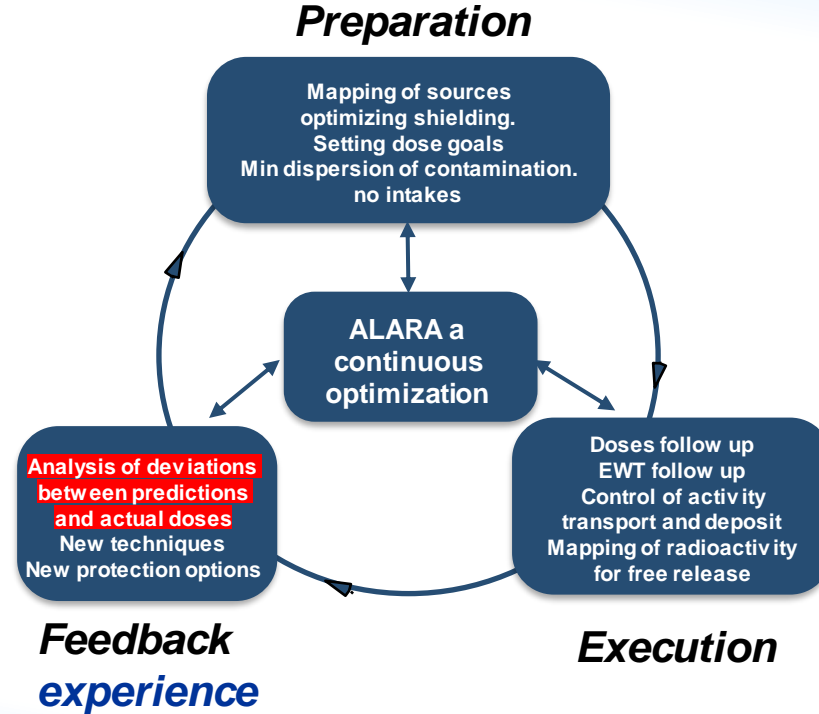 Preparation
Mapping of sources
optimizing shielding.
Setting dose goals
Min dispersion of contamination.
no intakes
ALARA a
continuous
optimization
Analysis of deviations
between predictions
and actual doses
New techniques
New protection options
Doses follow up
EWT follow up
Control of activity
transport and deposit
Mapping of radioactivity
for free release
Feedback
experience
Execution